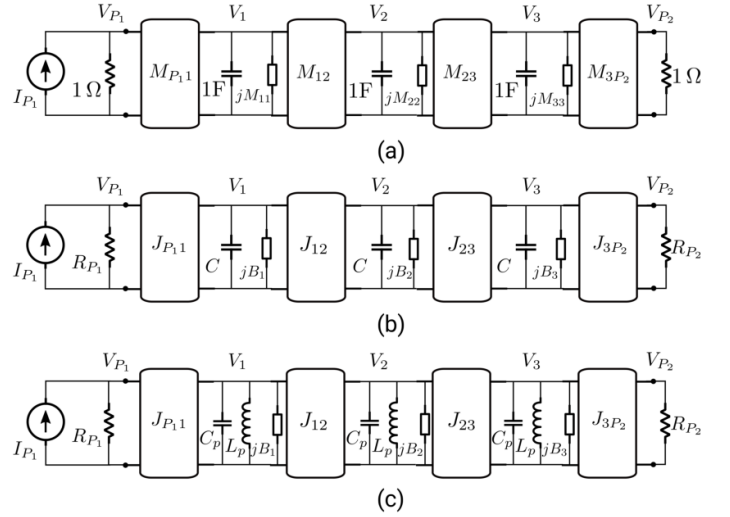 V_{P_1} V_1 V_2 V_3 V_{P_2}
I_{P_1} 1 Ω M_{P_1 1} 1F jM_{11} M_{12} 1F jM_{22} M_{23} 1F jM_{33} M_{3P_2} 1 Ω
(a)
V_{P_1} V_1 V_2 V_3 V_{P_2}
I_{P_1} R_{P_1} J_{P_1 1} C jB_1 J_{12} C jB_2 J_{23} C jB_3 J_{3P_2} R_{P_2}
(b)
V_{P_1} V_1 V_2 V_3 V_{P_2}
I_{P_1} R_{P_1} J_{P_1 1} C_p L_p jB_1 J_{12} C_p L_p jB_2 J_{23} C_p L_p jB_3 J_{3P_2} R_{P_2}
(c)